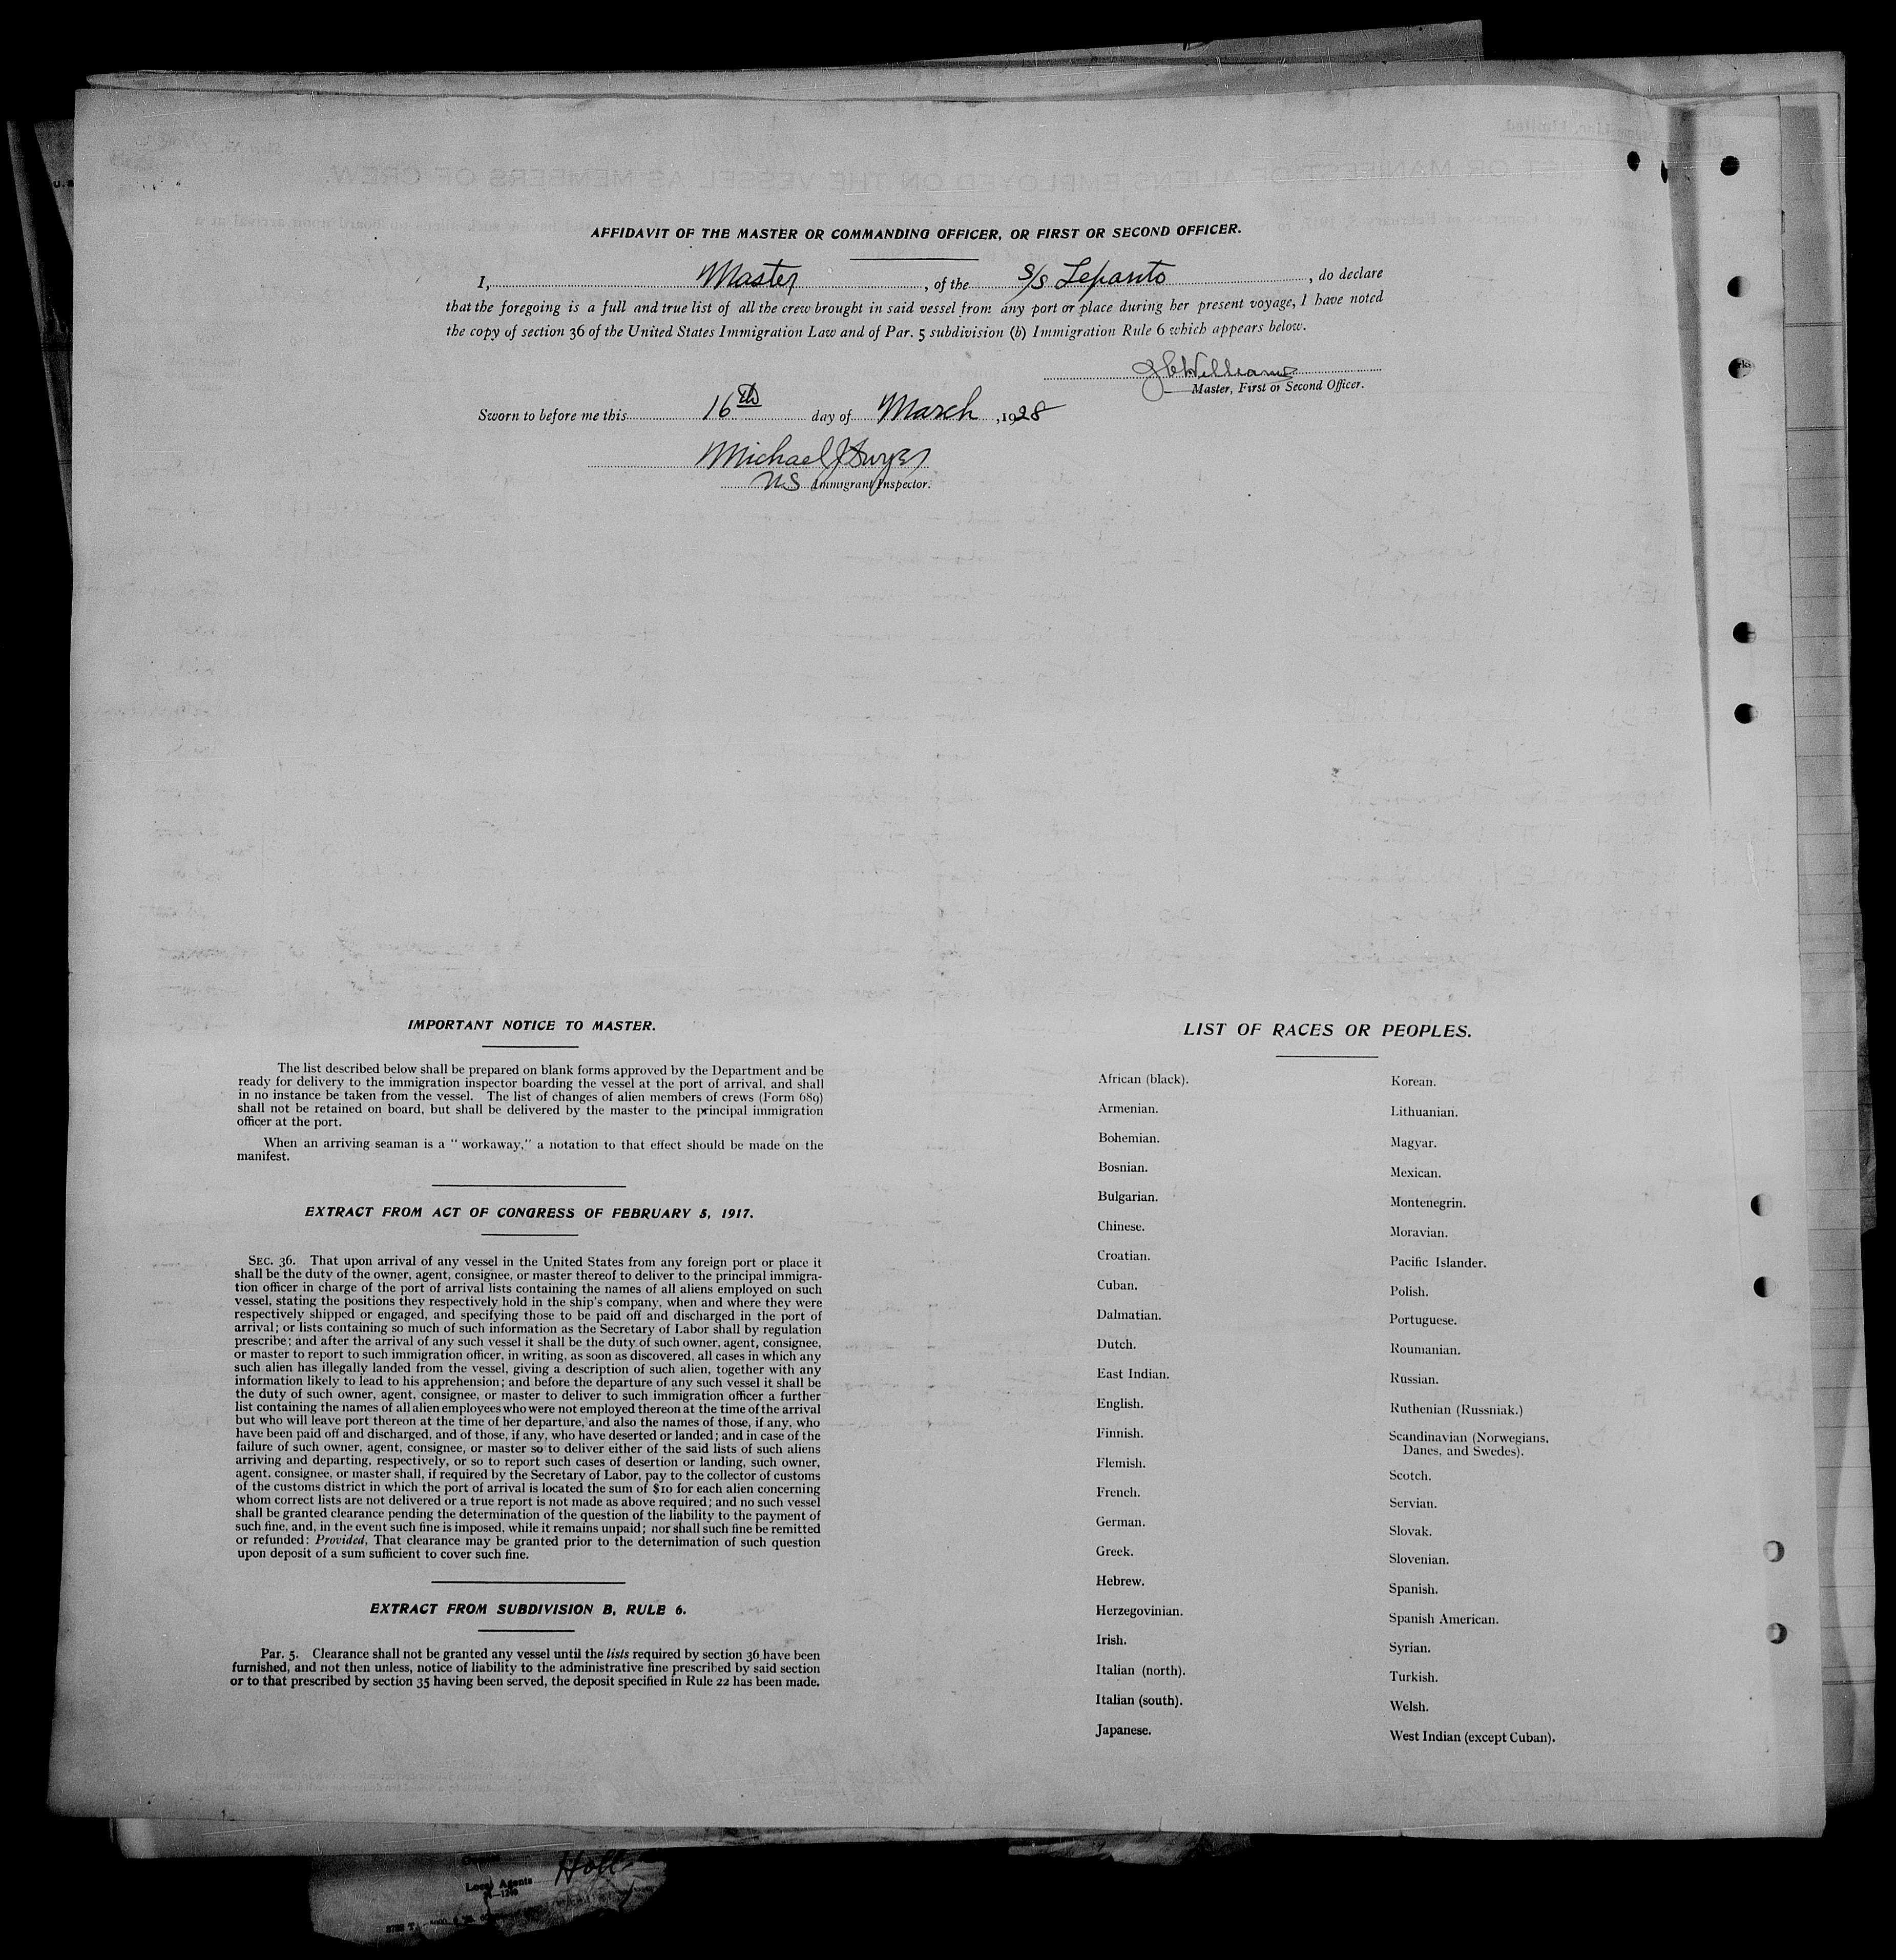 AFFIDAVIT OF THE MASTER OR COMMANDING OFFICER, OR FIRST OR SECOND OFFICER.
I, Master, of the S/S Lepanto, do declare
that the foregoing is a full and true list of all the crew brought in said vessel from any port or place during her present voyage, I have noted
the copy of section 36 of the United States Immigration Law and of Par. 5 subdivision (b) Immigration Rule 6 which appears below.
Williams
Master, First or Second Officer.
Sworn to before me this 16th day of March, 1928
Michael J Dwyer
US Immigrant Inspector.
IMPORTANT NOTICE TO MASTER.
The list described below shall be prepared on blank forms approved by the Department and be
ready for delivery to the immigration inspector boarding the vessel at the port of arrival, and shall
in no instance be taken from the vessel. The list of changes of alien members of crews (Form 689)
shall not be retained on board, but shall be delivered by the master to the principal immigration
officer at the port.
When an arriving seaman is a "workaway," a notation to that effect should be made on the
manifest.
EXTRACT FROM ACT OF CONGRESS OF FEBRUARY 5, 1917.
SEC. 36. That upon arrival of any vessel in the United States from any foreign port or place it
shall be the duty of the owner, agent, consignee, or master thereof to deliver to the principal immigra-
tion officer in charge of the port of arrival lists containing the names of all aliens employed on such
vessel, stating the positions they respectively hold in the ship's company, when and where they were
respectively shipped or engaged, and specifying those to be paid off and discharged in the port of
arrival; or lists containing so much of such information as the Secretary of Labor shall by regulation
prescribe; and after the arrival of any such vessel it shall be the duty of such owner, agent, consignee,
or master to report to such immigration officer, in writing, as soon as discovered, all cases in which any
such alien has illegally landed from the vessel, giving a description of such alien, together with any
information likely to lead to his apprehension; and before the departure of any such vessel it shall be
the duty of such owner, agent, consignee, or master to deliver to such immigration officer a further
list containing the names of all alien employees who were not employed thereon at the time of the arrival
but who will leave port thereon at the time of her departure, and also the names of those, if any, who
have been paid off and discharged, and of those, if any, who have deserted or landed; and in case of the
failure of such owner, agent, consignee, or master so to deliver either of the said lists of such aliens
arriving and departing, respectively, or so to report such cases of desertion or landing, such owner,
agent, consignee, or master shall, if required by the Secretary of Labor, pay to the collector of customs
of the customs district in which the port of arrival is located the sum of $10 for each alien concerning
whom correct lists are not delivered or a true report is not made as above required; and no such vessel
shall be granted clearance pending the determination of the question of the liability to the payment of
such fine, and, in the event such fine is imposed, while it remains unpaid; nor shall such fine be remitted
or refunded: Provided, That clearance may be granted prior to the deternimation of such question
upon deposit of a sum sufficient to cover such fine.
EXTRACT FROM SUBDIVISION B, RULE 6.
Par. 5. Clearance shall not be granted any vessel until the lists required by section 36 have been
furnished, and not then unless, notice of liability to the administrative fine prescribed by said section
or to that prescribed by section 35 having been served, the deposit specified in Rule 22 has been made.
LIST OF RACES OR PEOPLES.
African (black).
Armenian.
Bohemian.
Bosnian.
Bulgarian.
Chinese.
Croatian.
Cuban.
Dalmatian.
Dutch.
East Indian.
English.
Finnish.
Flemish.
French.
German.
Greek.
Hebrew.
Herzegovinian.
Irish.
Italian (north).
Italian (south).
Japanese.
Korean.
Lithuanian.
Magyar.
Mexican.
Montenegrin.
Moravian.
Pacific Islander.
Polish.
Portuguese.
Roumanian.
Russian.
Ruthenian (Russniak.)
Scandinavian (Norwegians,
Danes, and Swedes).
Scotch.
Servian.
Slovak.
Slovenian.
Spanish.
Spanish American.
Syrian.
Turkish.
Welsh.
West Indian (except Cuban).
Holl
Local Agents